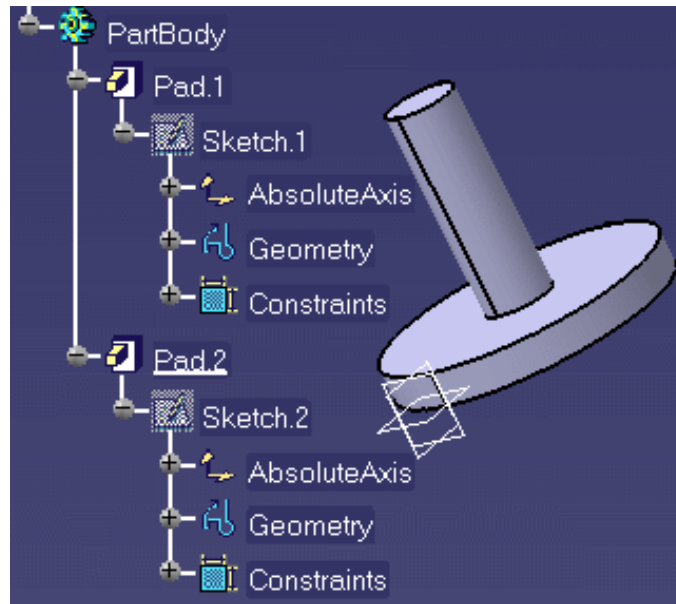 PartBody
Pad.1
Sketch.1
AbsoluteAxis
Geometry
Constraints
Pad.2
Sketch.2
AbsoluteAxis
Geometry
Constraints